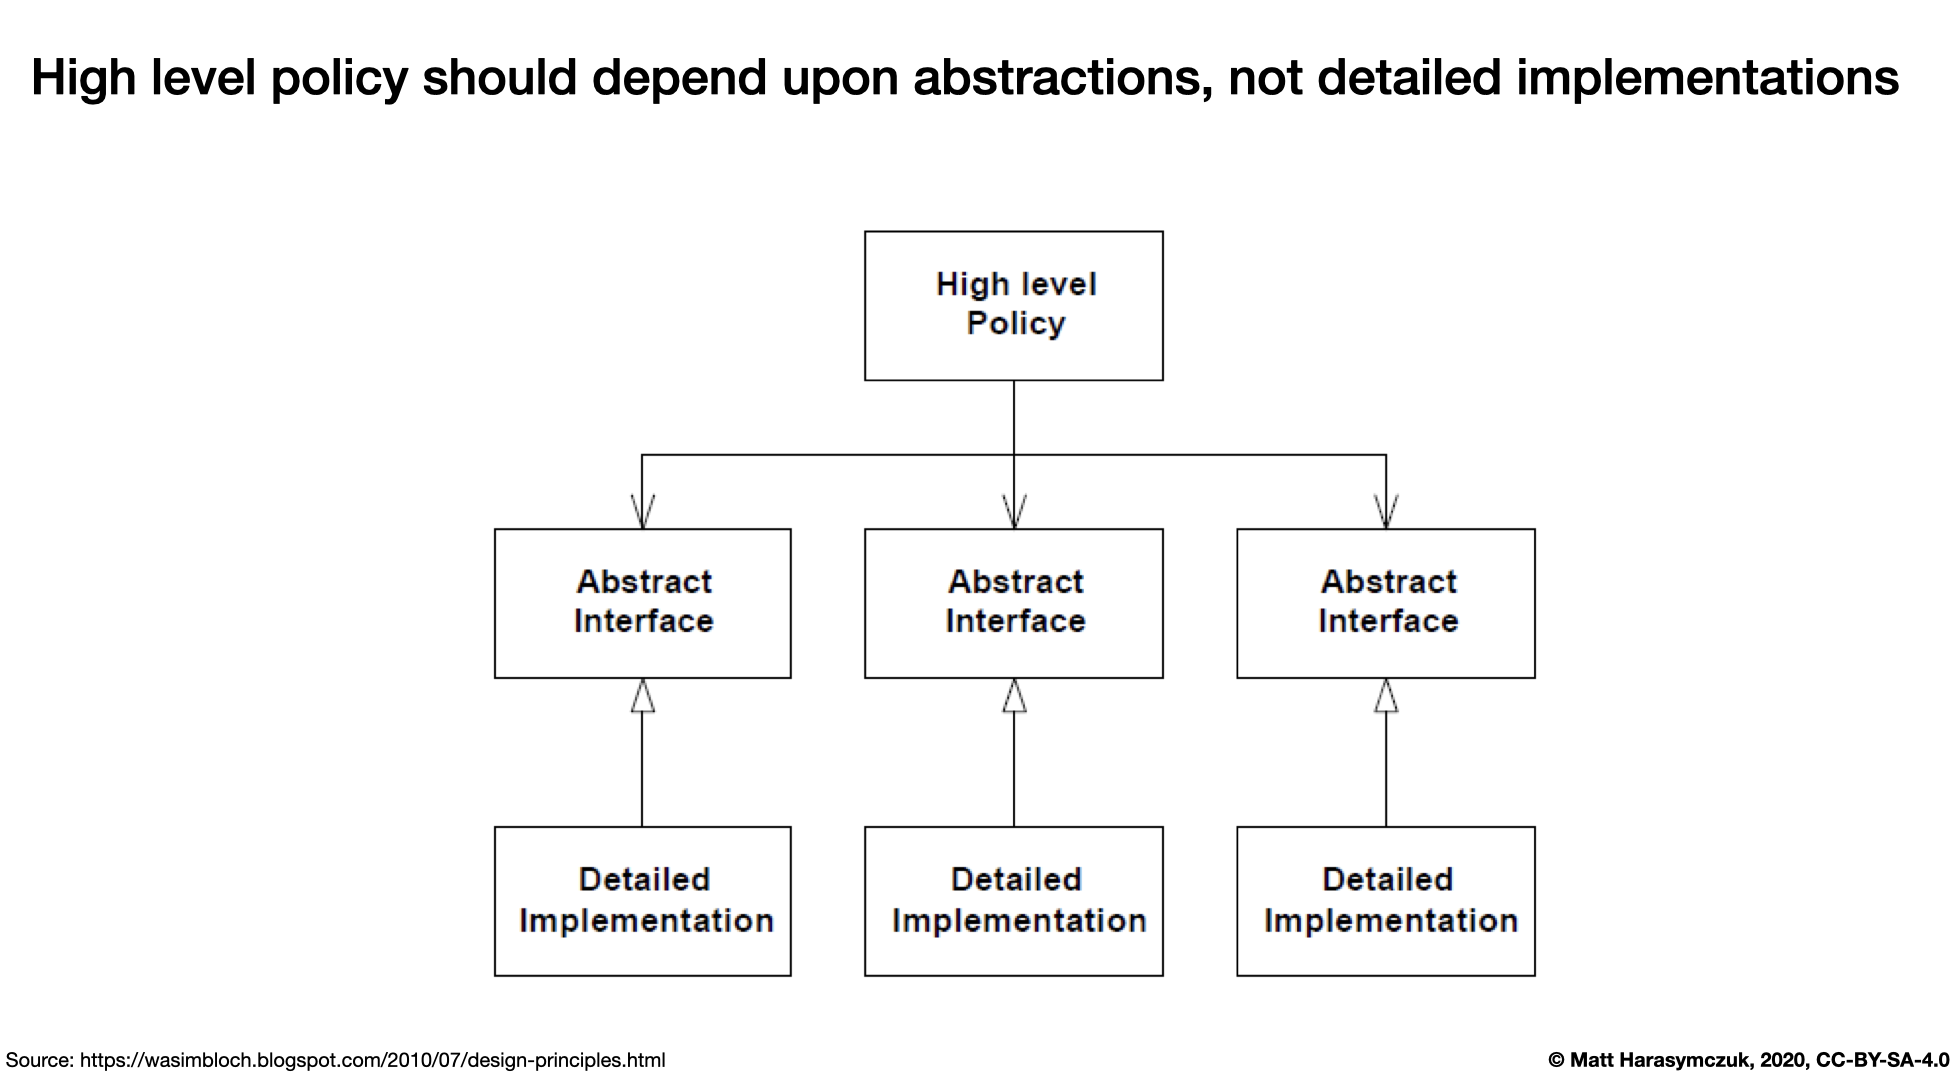 High level policy should depend upon abstractions, not detailed implementations
High level
Policy
Abstract
Interface
Abstract
Interface
Abstract
Interface
Detailed
Implementation
Detailed
Implementation
Detailed
Implementation
Source: https://wasimbloch.blogspot.com/2010/07/design-principles.html
© Matt Harasymczuk, 2020, CC-BY-SA-4.0